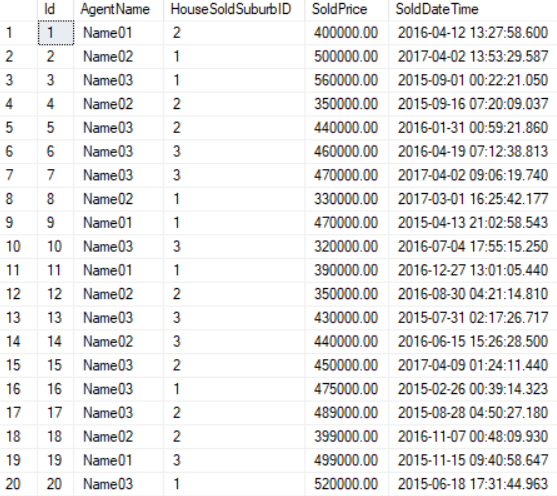 Id AgentName HouseSoldSuburbID SoldPrice SoldDateTime
1 1 Name01 2 400000.00 2016-04-12 13:27:58.600
2 2 Name02 1 500000.00 2017-04-02 13:53:29.587
3 3 Name03 1 560000.00 2015-09-01 00:22:21.050
4 4 Name02 2 350000.00 2015-09-16 07:20:09.037
5 5 Name03 2 440000.00 2016-01-31 00:59:21.860
6 6 Name03 3 460000.00 2016-04-19 07:12:38.813
7 7 Name03 3 470000.00 2017-04-02 09:06:19.740
8 8 Name02 1 330000.00 2017-03-01 16:25:42.177
9 9 Name01 1 470000.00 2015-04-13 21:02:58.543
10 10 Name03 3 320000.00 2016-07-04 17:55:15.250
11 11 Name01 1 390000.00 2016-12-27 13:01:05.440
12 12 Name02 2 350000.00 2016-08-30 04:21:14.810
13 13 Name03 3 430000.00 2015-07-31 02:17:26.717
14 14 Name02 3 440000.00 2016-06-15 15:26:28.500
15 15 Name03 2 450000.00 2017-04-09 01:24:11.440
16 16 Name03 1 475000.00 2015-02-26 00:39:14.323
17 17 Name03 2 489000.00 2015-08-28 04:50:27.180
18 18 Name02 2 399000.00 2016-11-07 00:48:09.930
19 19 Name01 3 499000.00 2015-11-15 09:40:58.647
20 20 Name03 1 520000.00 2015-06-18 17:31:44.963